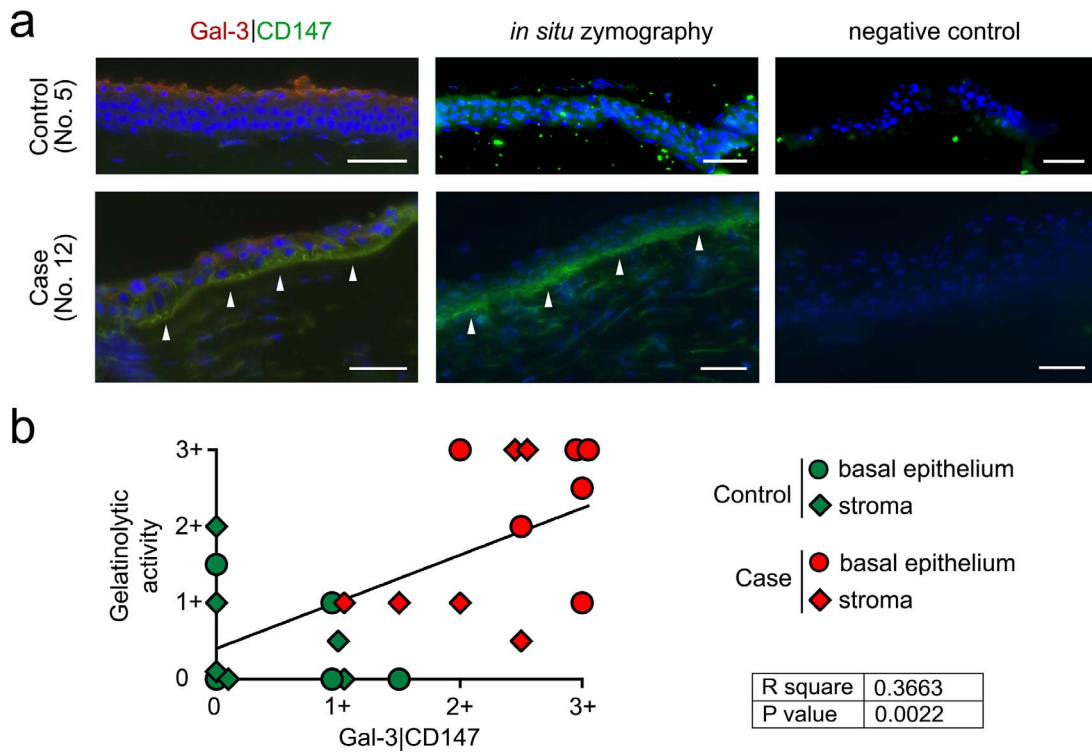 a
Gal-3|CD147
in situ zymography
negative control
Control
(No. 5)
Case
(No. 12)
b
3+
2+
1+
0
Gelatinolytic
activity
0
1+
2+
3+
Gal-3|CD147
Control
basal epithelium
stroma
Case
basal epithelium
stroma
R square 0.3663
P value 0.0022